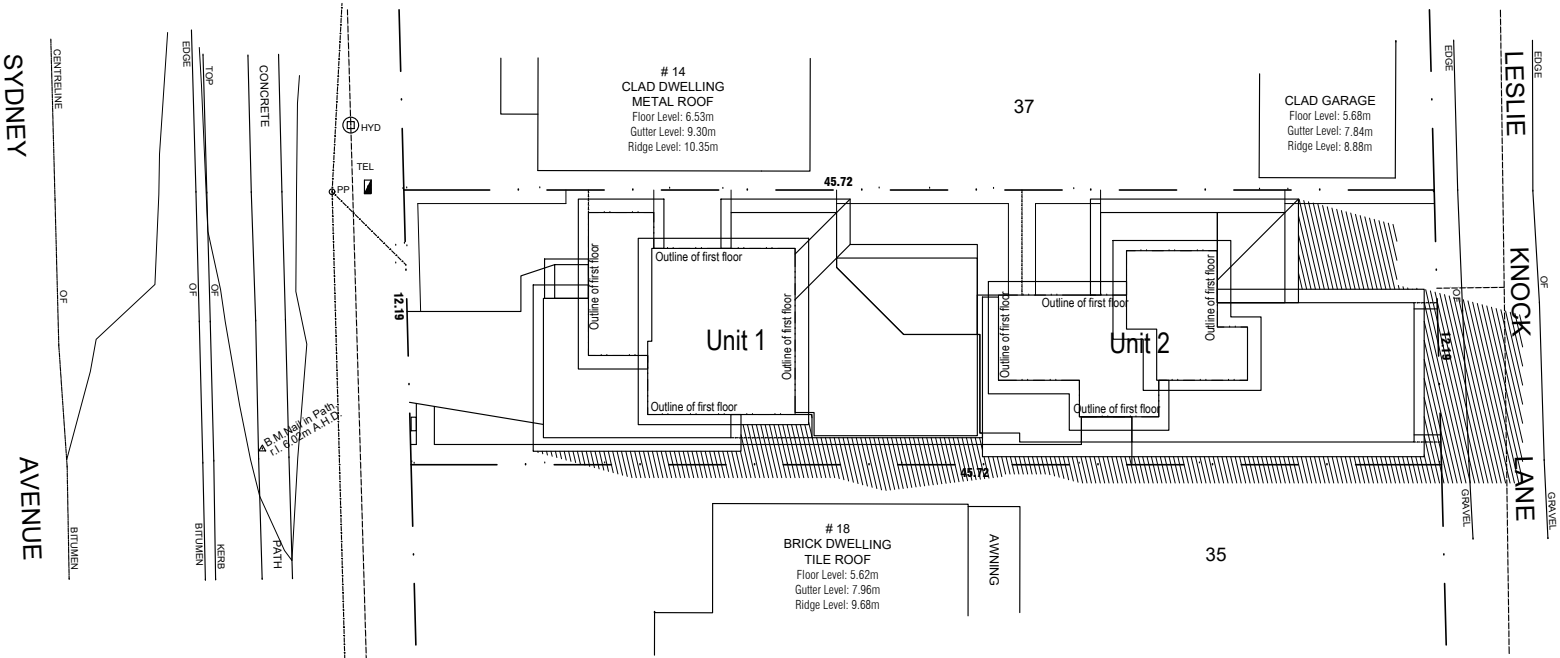 SYDNEY
AVENUE
CENTRELINE
OF
BITUMEN
EDGE
OF
BITUMEN
TOP
OF
KERB
CONCRETE
PATH
HYD
TEL
PP
B.M.Nail in Path
r.l. 6.02m A.H.D.
12.19
# 14
CLAD DWELLING
METAL ROOF
Floor Level: 6.53m
Gutter Level: 9.30m
Ridge Level: 10.35m
37
CLAD GARAGE
Floor Level: 5.68m
Gutter Level: 7.84m
Ridge Level: 8.88m
45.72
Outline of first floor
Outline of first floor
Unit 1
Outline of first floor
Outline of first floor
Outline of first floor
Outline of first floor
Outline of first floor
Unit 2
Outline of first floor
45.72
12.19
# 18
BRICK DWELLING
TILE ROOF
Floor Level: 5.62m
Gutter Level: 7.96m
Ridge Level: 9.68m
AWNING
35
EDGE
OF
GRAVEL
LESLIE
KNOCK
LANE
EDGE
OF
GRAVEL